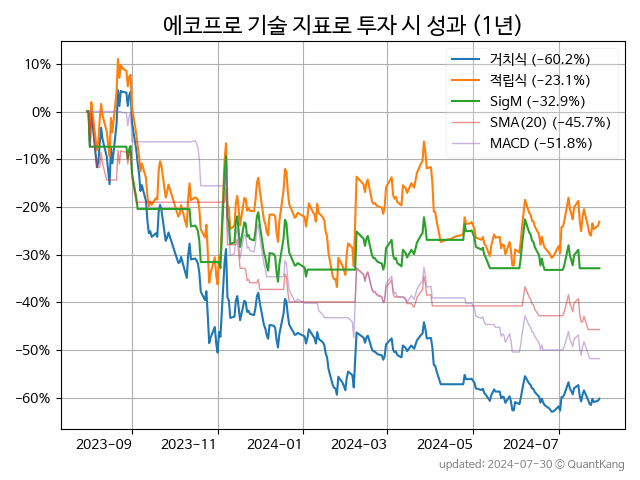 에코프로 기술 지표로 투자 시 성과 (1년)
거치식 (−60.2%)
적립식 (−23.1%)
SigM (−32.9%)
SMA(20) (−45.7%)
MACD (−51.8%)
10%
0%
−10%
−20%
−30%
−40%
−50%
−60%
2023-09 2023-11 2024-01 2024-03 2024-05 2024-07
updated: 2024-07-30 © QuantKang